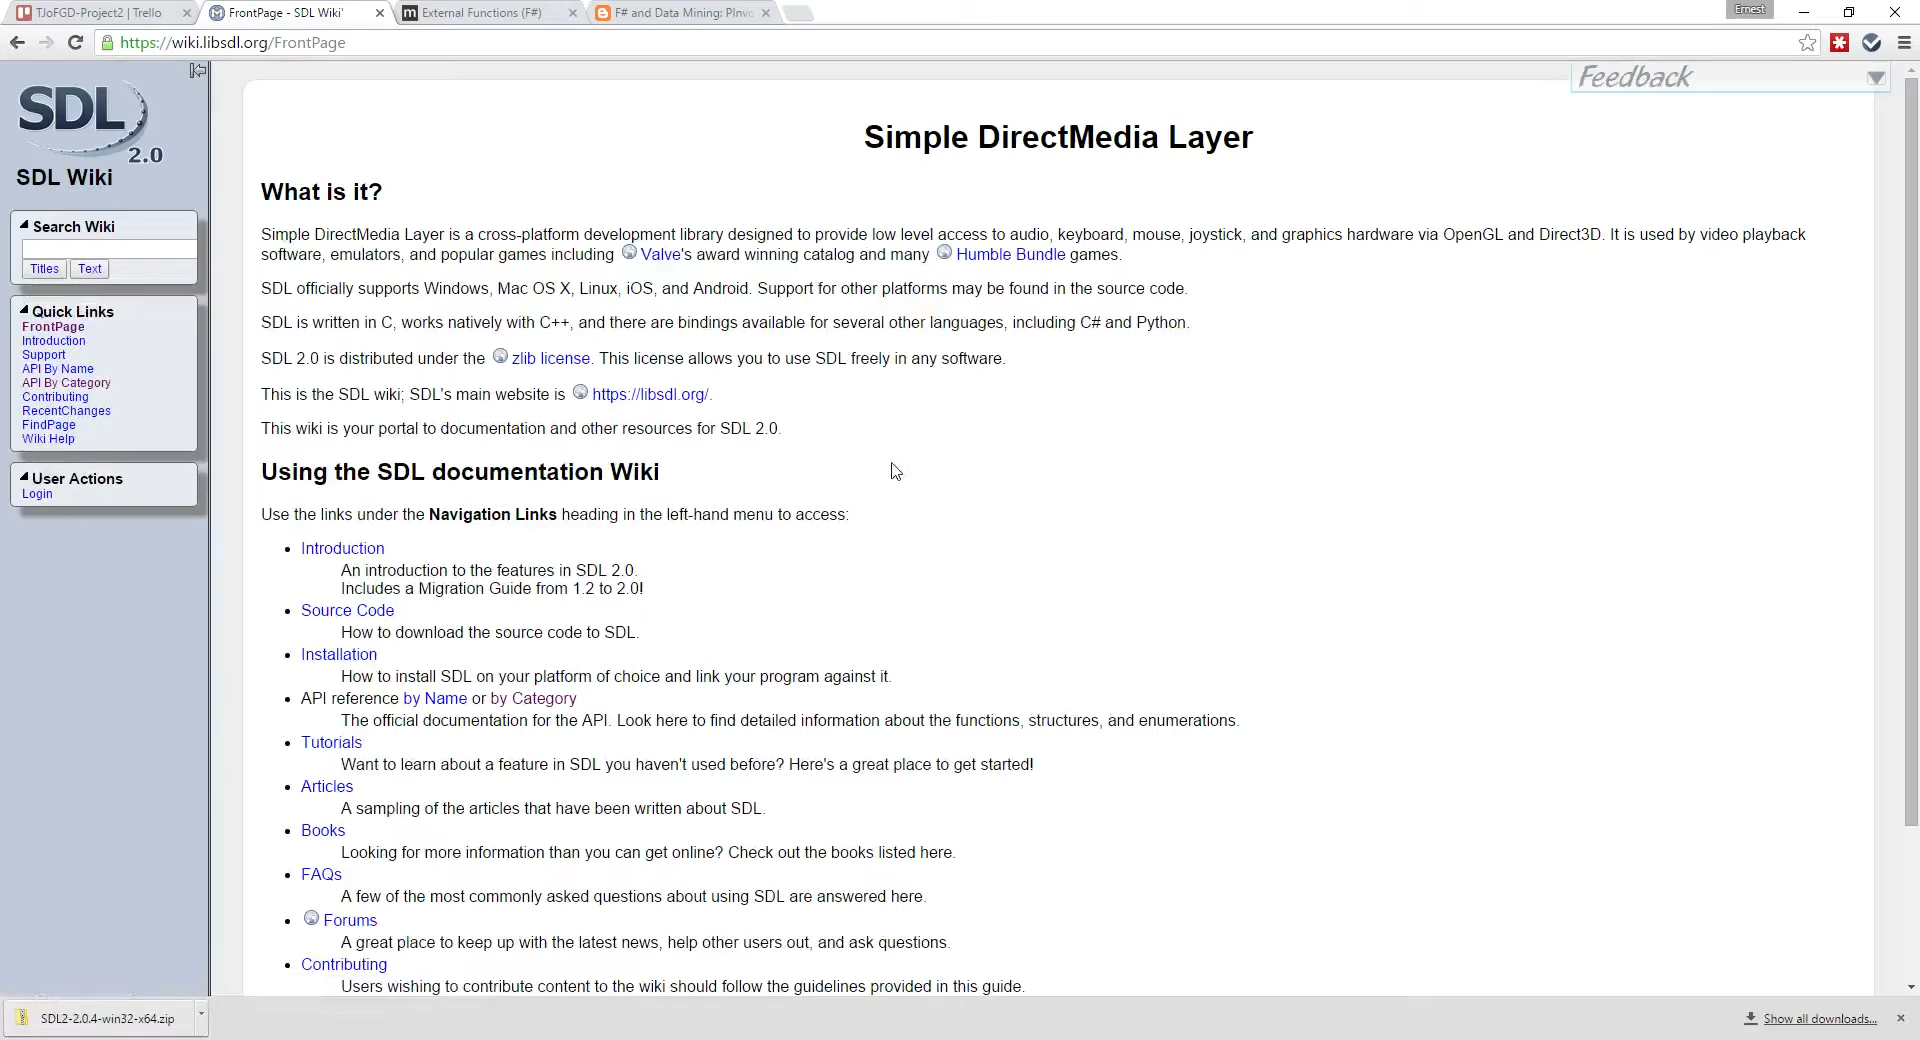 TJoFGD-Project2 | Trello
FrontPage - SDL Wiki'
External Functions (F#)
F# and Data Mining: PInvo
Ernest
https://wiki.libsdl.org/FrontPage
Feedback
SDL
2.0
SDL Wiki
Search Wiki
Titles Text
Quick Links
FrontPage
Introduction
Support
API By Name
API By Category
Contributing
RecentChanges
FindPage
Wiki Help
User Actions
Login
Simple DirectMedia Layer
What is it?
Simple DirectMedia Layer is a cross-platform development library designed to provide low level access to audio, keyboard, mouse, joystick, and graphics hardware via OpenGL and Direct3D. It is used by video playback
software, emulators, and popular games including Valve's award winning catalog and many Humble Bundle games.
SDL officially supports Windows, Mac OS X, Linux, iOS, and Android. Support for other platforms may be found in the source code.
SDL is written in C, works natively with C++, and there are bindings available for several other languages, including C# and Python.
SDL 2.0 is distributed under the zlib license. This license allows you to use SDL freely in any software.
This is the SDL wiki; SDL's main website is https://libsdl.org/.
This wiki is your portal to documentation and other resources for SDL 2.0.
Using the SDL documentation Wiki
Use the links under the Navigation Links heading in the left-hand menu to access:
• Introduction
An introduction to the features in SDL 2.0.
Includes a Migration Guide from 1.2 to 2.0!
• Source Code
How to download the source code to SDL.
• Installation
How to install SDL on your platform of choice and link your program against it.
• API reference by Name or by Category
The official documentation for the API. Look here to find detailed information about the functions, structures, and enumerations.
• Tutorials
Want to learn about a feature in SDL you haven't used before? Here's a great place to get started!
• Articles
A sampling of the articles that have been written about SDL.
• Books
Looking for more information than you can get online? Check out the books listed here.
• FAQs
A few of the most commonly asked questions about using SDL are answered here.
• Forums
A great place to keep up with the latest news, help other users out, and ask questions.
• Contributing
Users wishing to contribute content to the wiki should follow the guidelines provided in this guide.
SDL2-2.0.4-win32-x64.zip
Show all downloads...